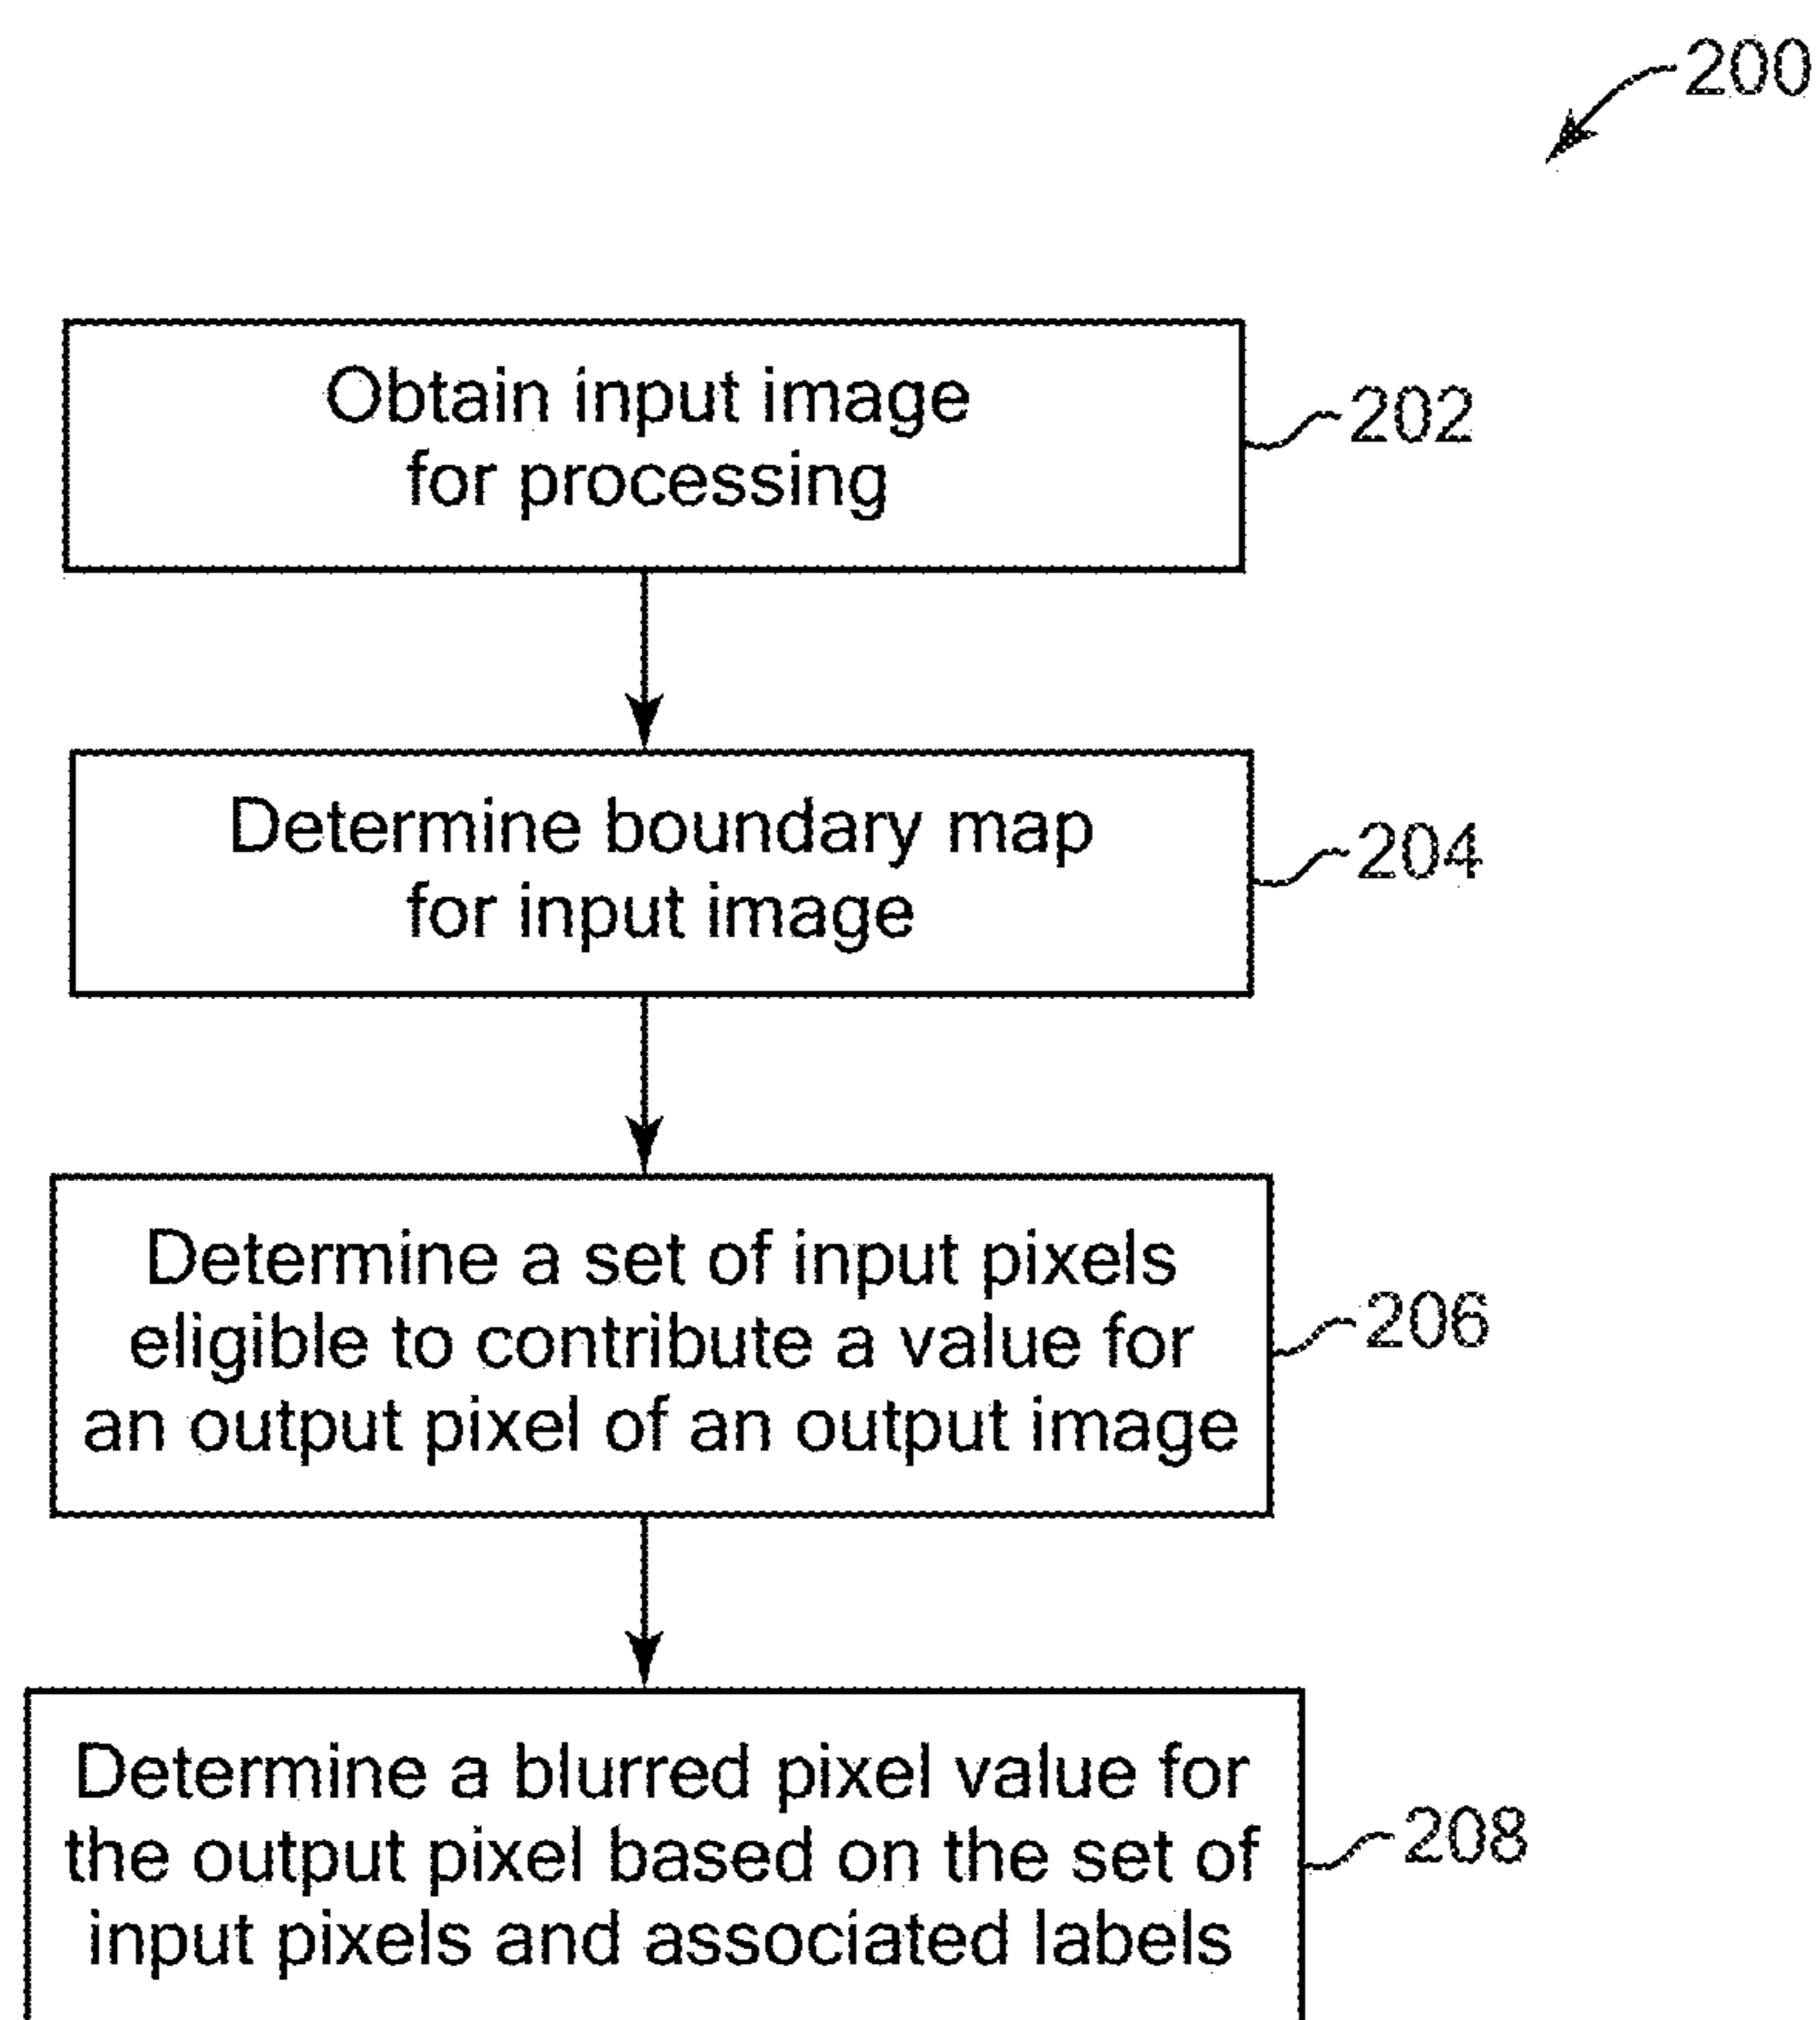 200
Obtain input image
for processing
202
Determine boundary map
for input image
204
Determine a set of input pixels
eligible to contribute a value for
an output pixel of an output image
206
Determine a blurred pixel value for
the output pixel based on the set of
input pixels and associated labels
208